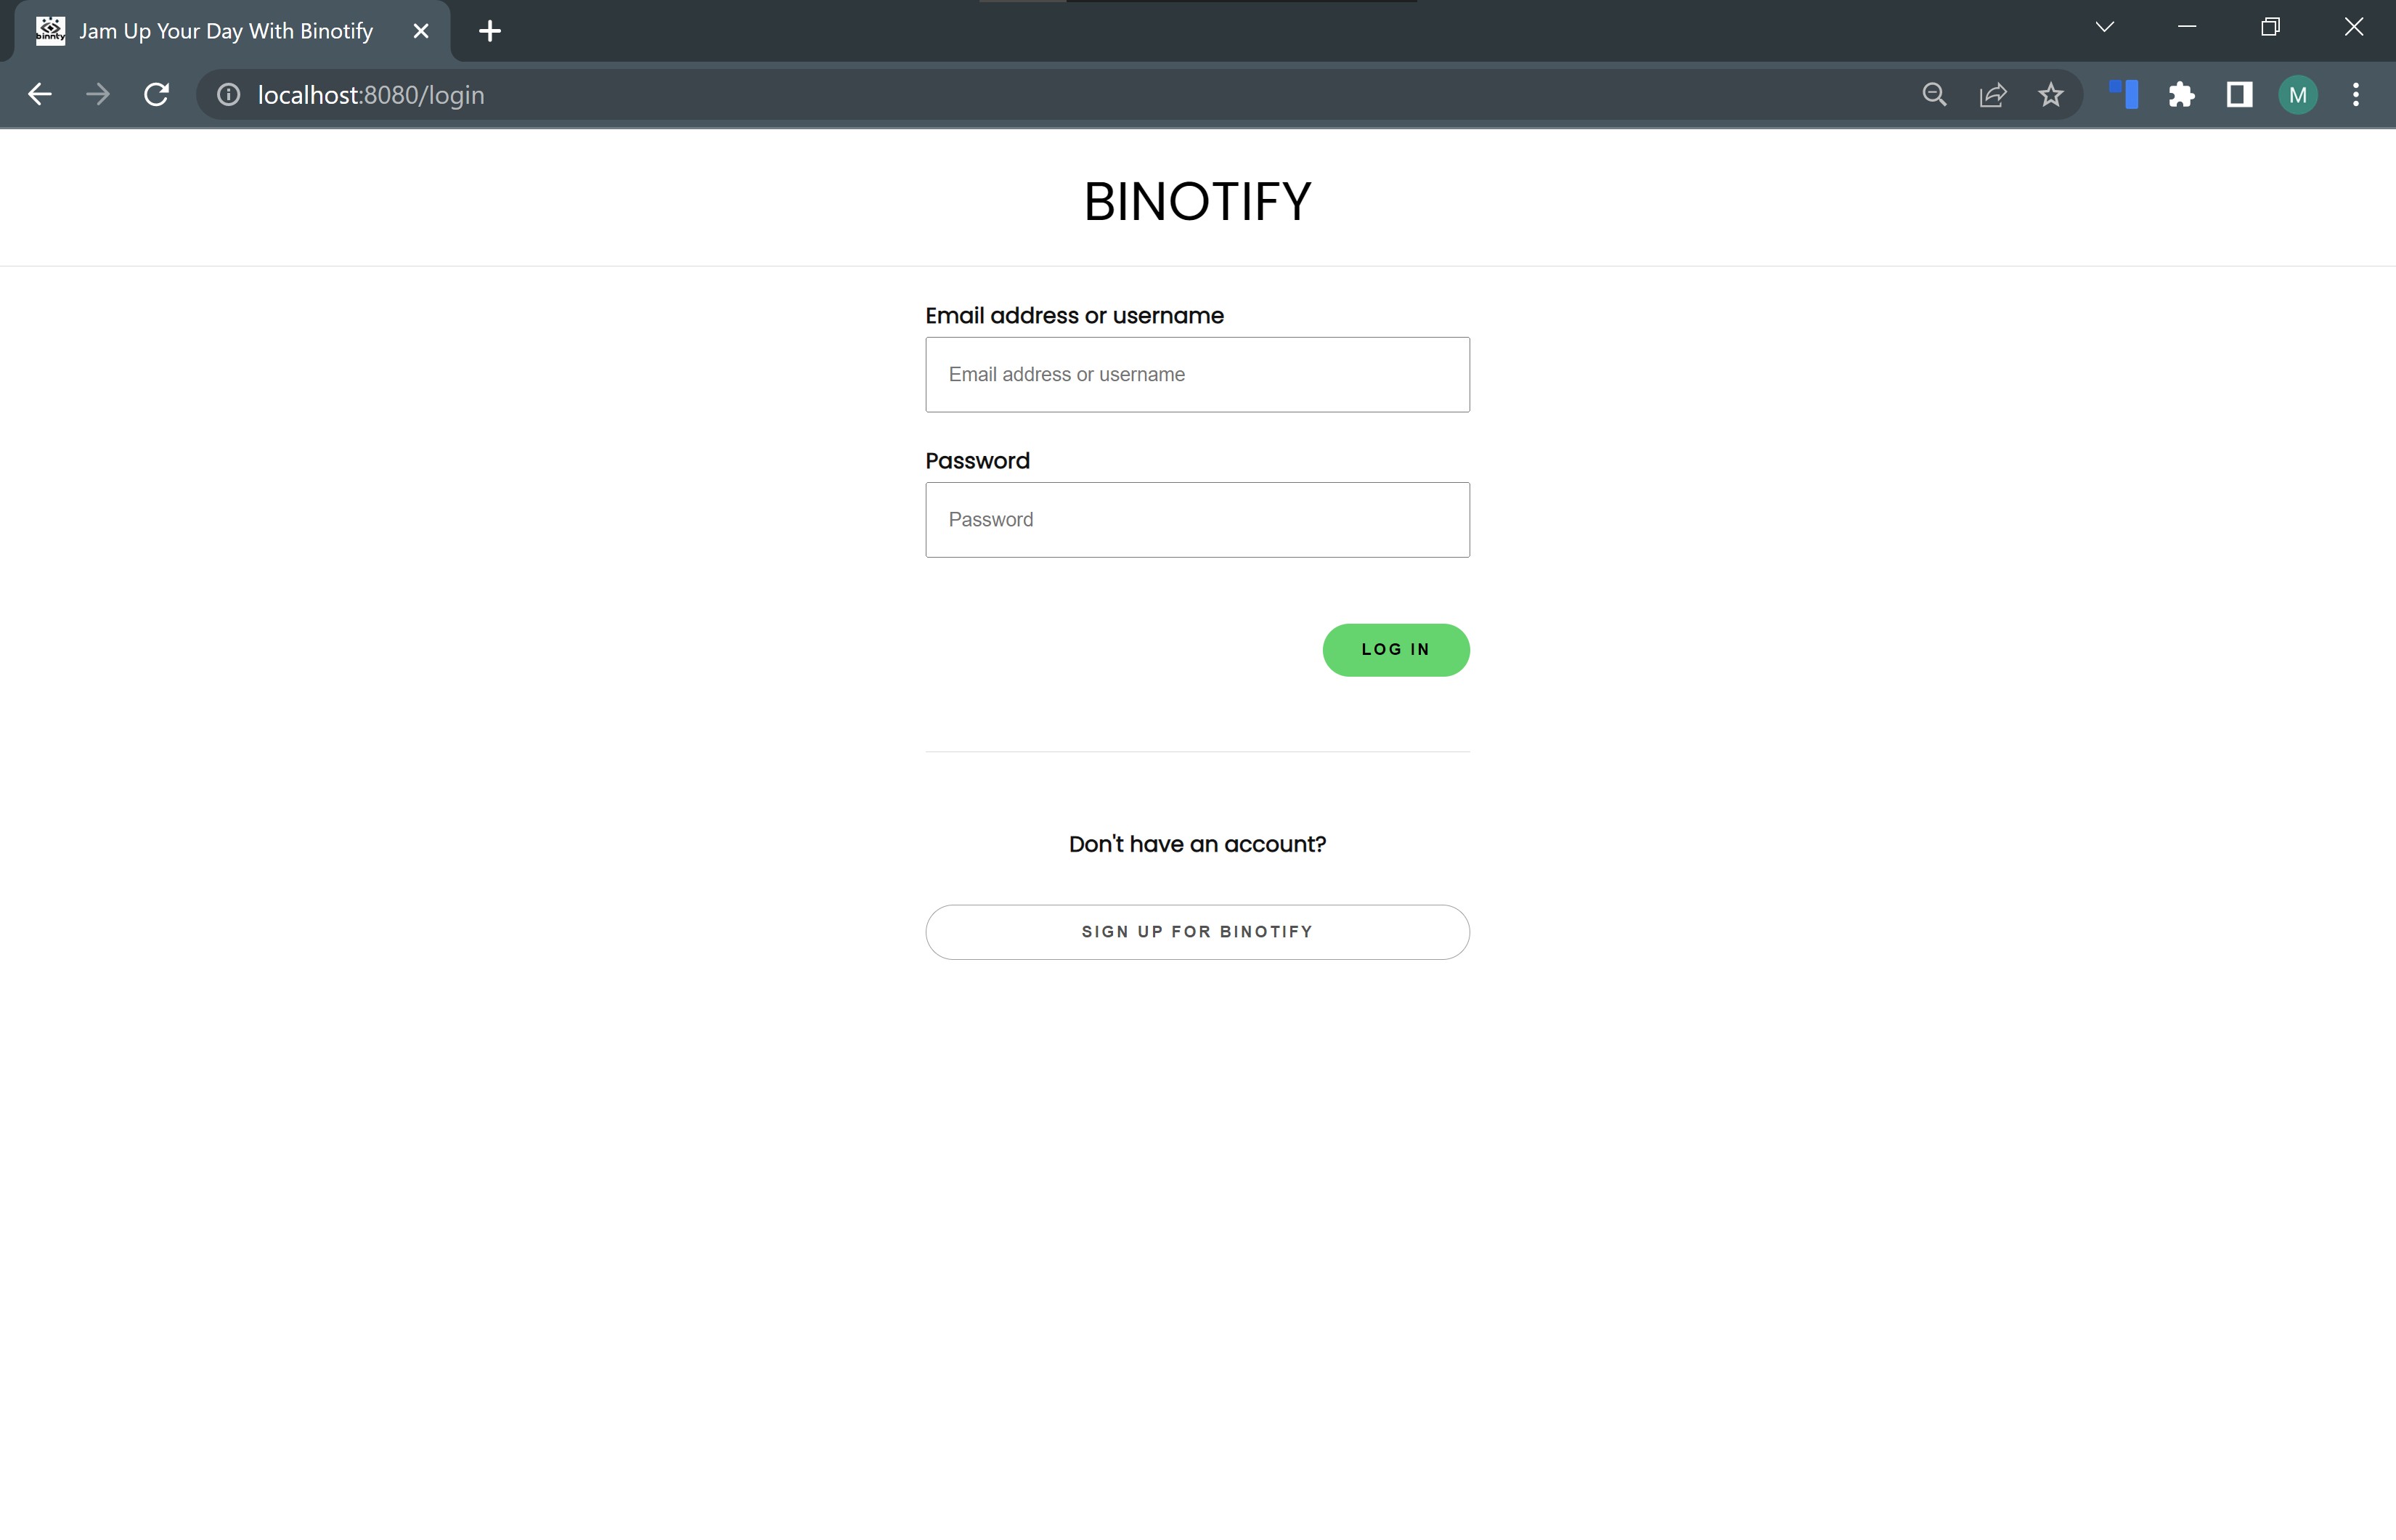 Jam Up Your Day With Binotify
localhost:8080/login
M
BINOTIFY
Email address or username
Email address or username
Password
Password
LOG IN
Don't have an account?
SIGN UP FOR BINOTIFY